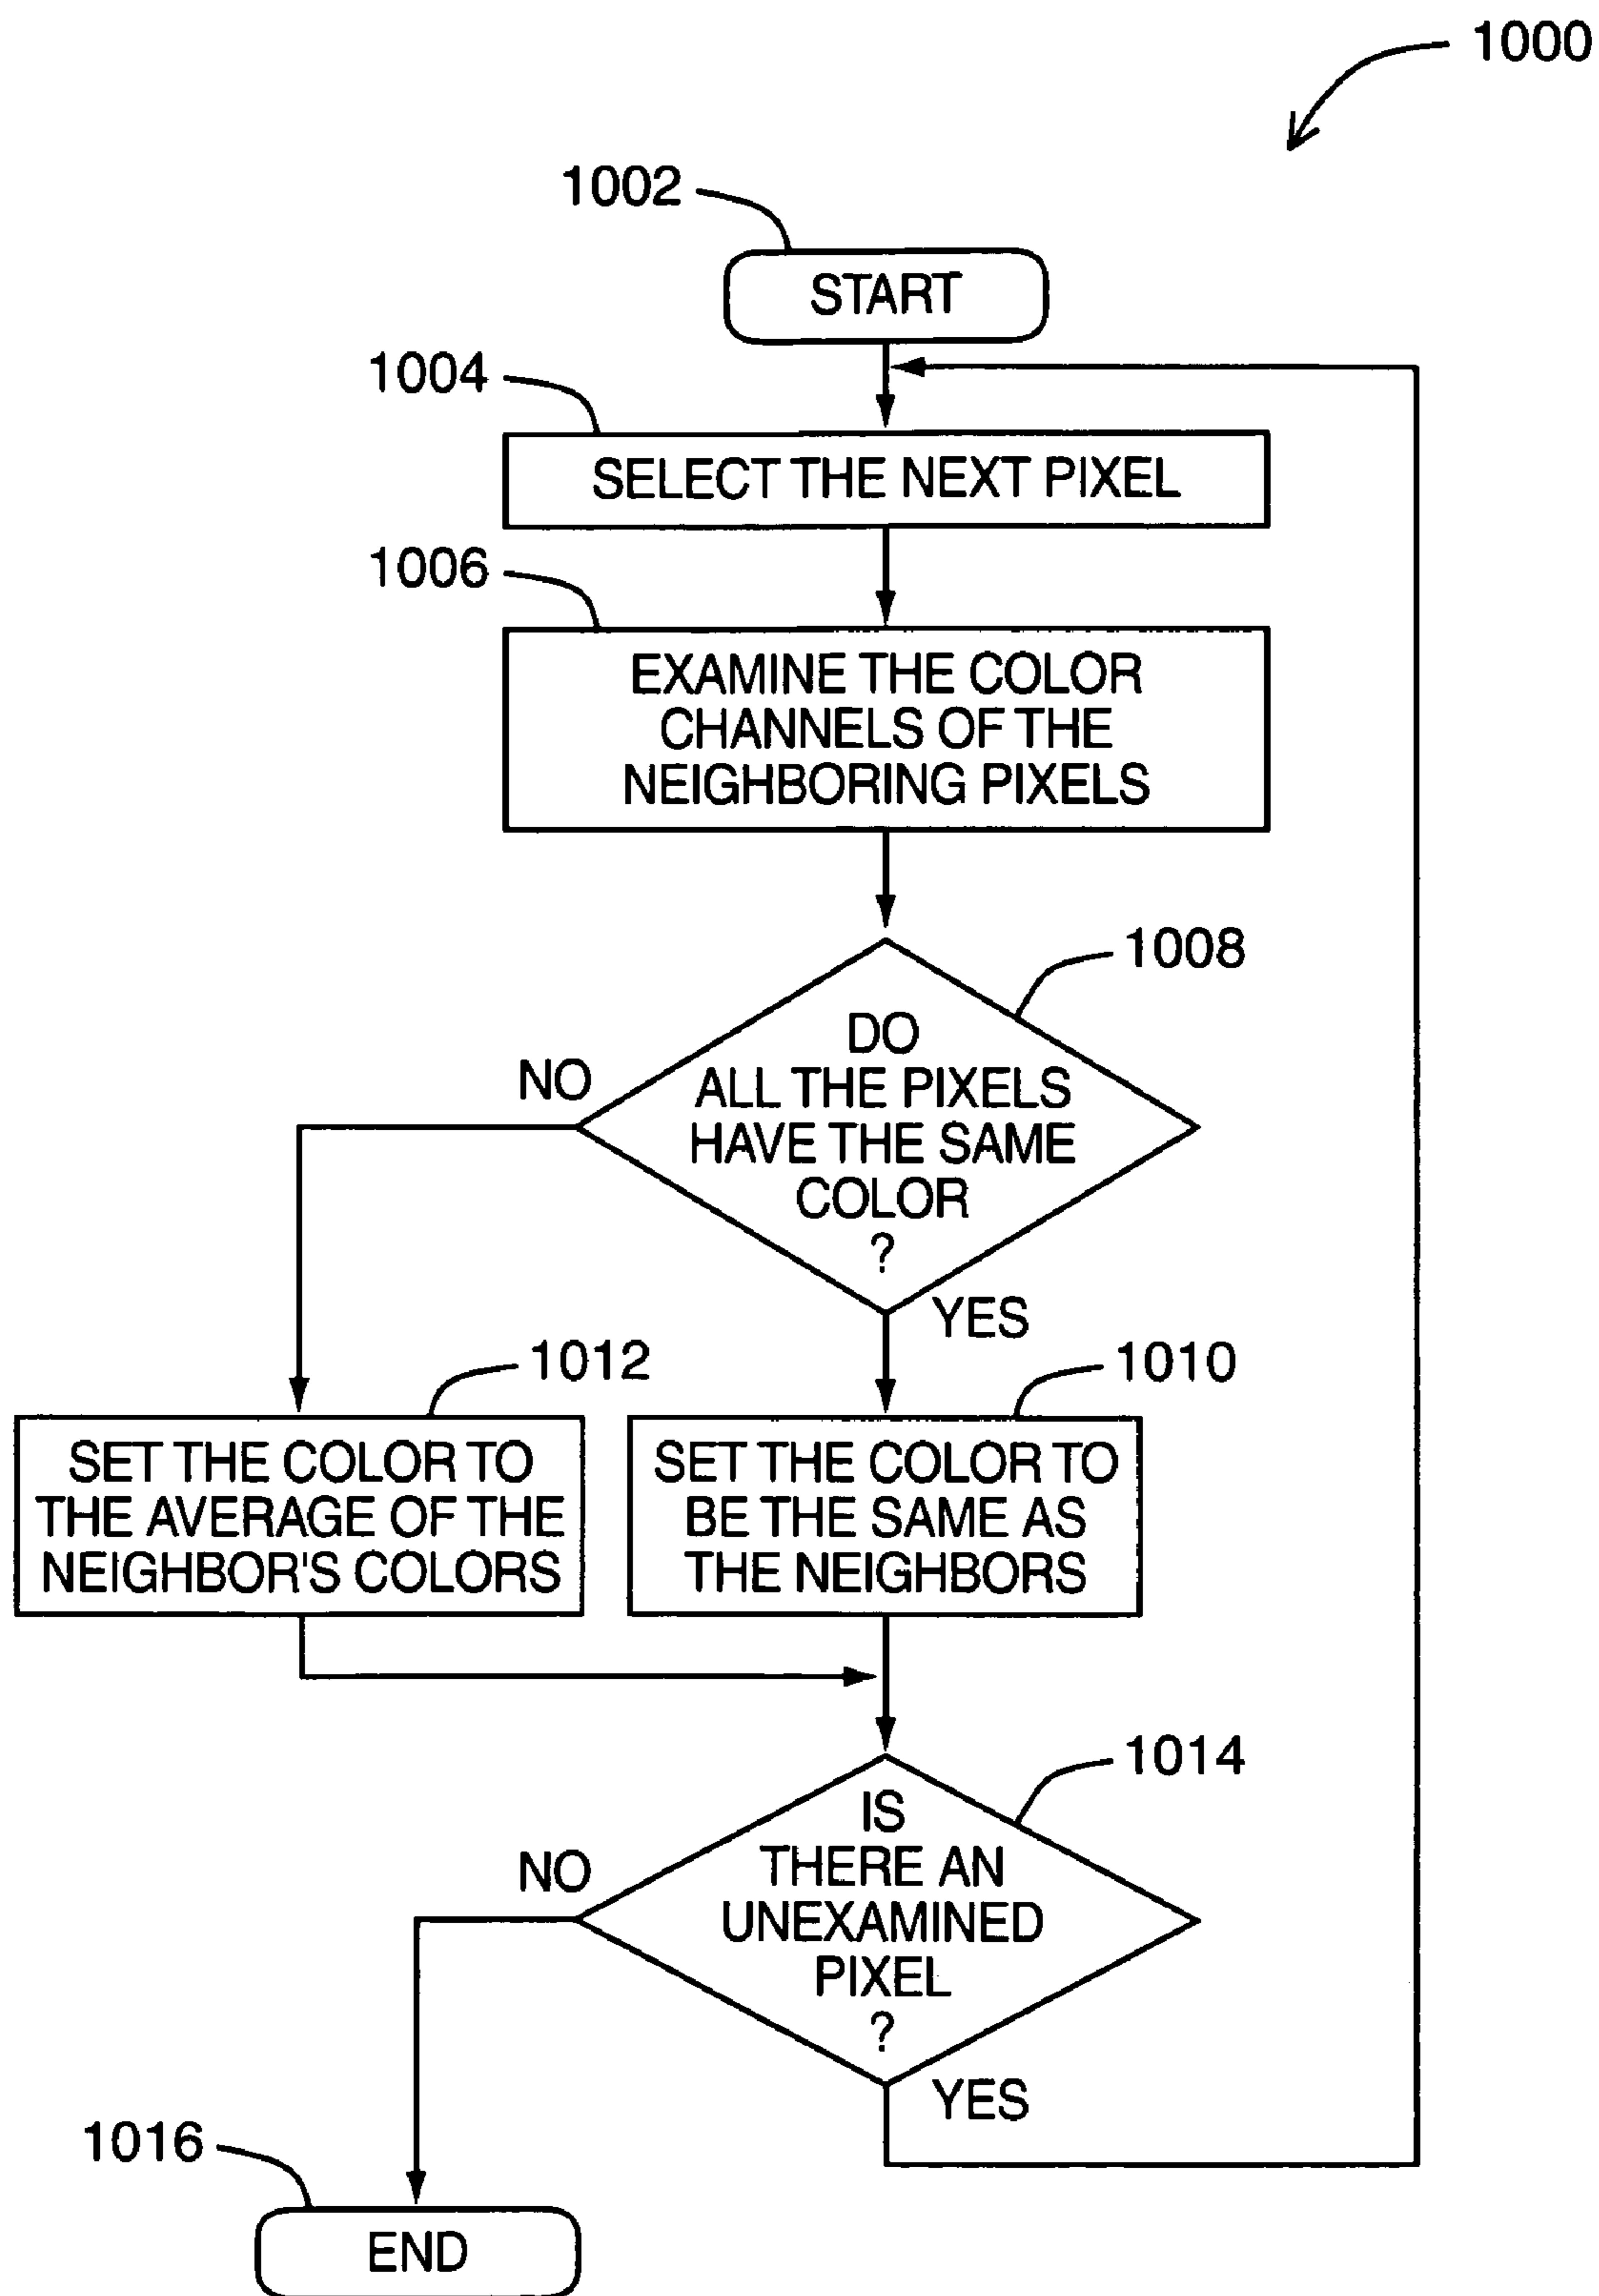 1000
1002
START
1004
SELECT THE NEXT PIXEL
1006
EXAMINE THE COLOR
CHANNELS OF THE
NEIGHBORING PIXELS
1008
DO
ALL THE PIXELS
HAVE THE SAME
COLOR
?
NO
YES
1012
SET THE COLOR TO
THE AVERAGE OF THE
NEIGHBOR'S COLORS
1010
SET THE COLOR TO
BE THE SAME AS
THE NEIGHBORS
1014
IS
THERE AN
UNEXAMINED
PIXEL
?
NO
YES
1016
END